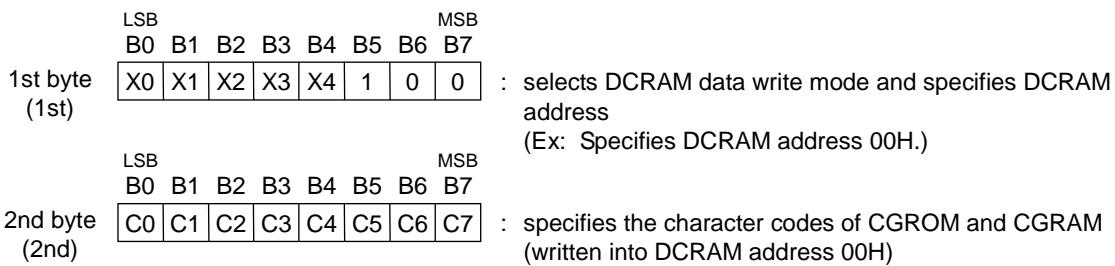 LSB MSB
B0 B1 B2 B3 B4 B5 B6 B7
1st byte X0 X1 X2 X3 X4 1 0 0 : selects DCRAM data write mode and specifies DCRAM
(1st) address
(Ex: Specifies DCRAM address 00H.)
LSB MSB
B0 B1 B2 B3 B4 B5 B6 B7
2nd byte C0 C1 C2 C3 C4 C5 C6 C7 : specifies the character codes of CGROM and CGRAM
(2nd) (written into DCRAM address 00H)